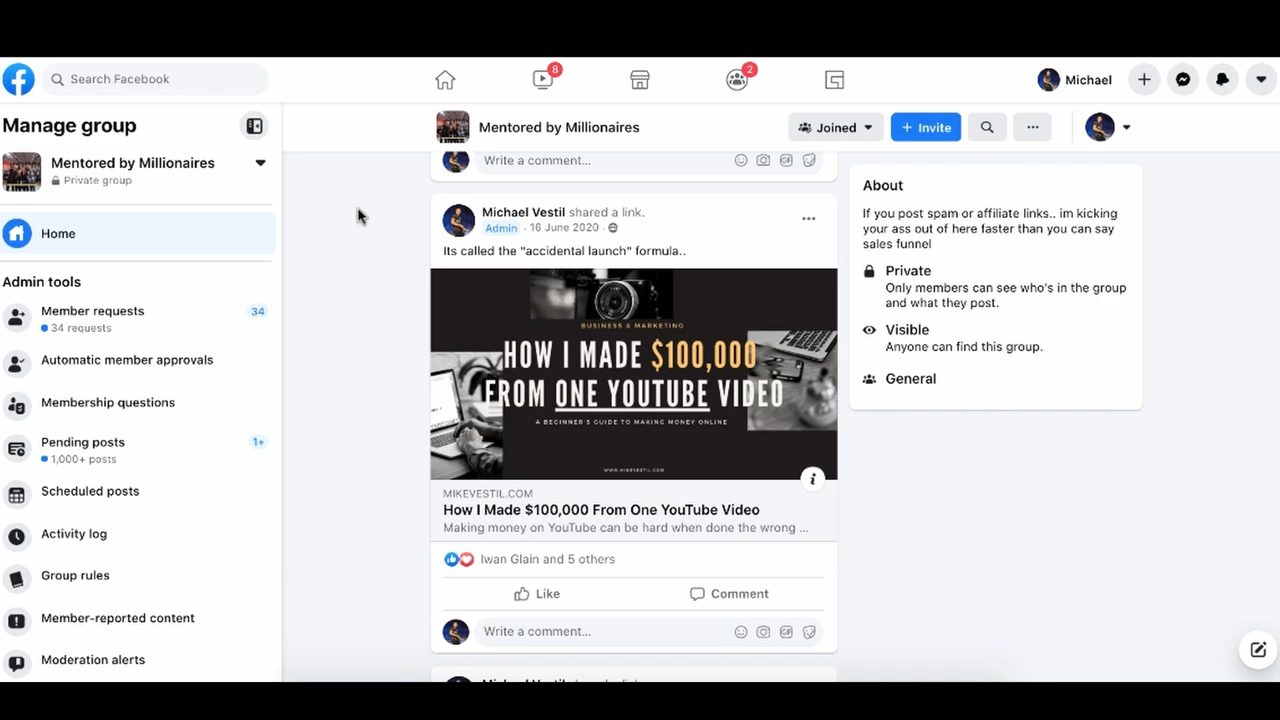 Search Facebook
8
2
Michael
Manage group
Mentored by Millionaires
Private group
Home
Admin tools
Member requests
34
34 requests
Automatic member approvals
Membership questions
Pending posts
1+
1,000+ posts
Scheduled posts
Activity log
Group rules
Member-reported content
Moderation alerts
Mentored by Millionaires
Joined
+ Invite
Write a comment...
GIF
Michael Vestil shared a link.
Admin · 16 June 2020 ·
Its called the "accidental launch" formula..
BUSINESS & MARKETING
HOW I MADE $100,000
FROM ONE YOUTUBE VIDEO
A BEGINNER'S GUIDE TO MAKING MONEY ONLINE
WWW.MIKEVESTIL.COM
MIKEVESTIL.COM
How I Made $100,000 From One YouTube Video
Making money on YouTube can be hard when done the wrong ...
Iwan Glain and 5 others
Like
Comment
Write a comment...
GIF
About
If you post spam or affiliate links.. im kicking
your ass out of here faster than you can say
sales funnel
Private
Only members can see who's in the group
and what they post.
Visible
Anyone can find this group.
General